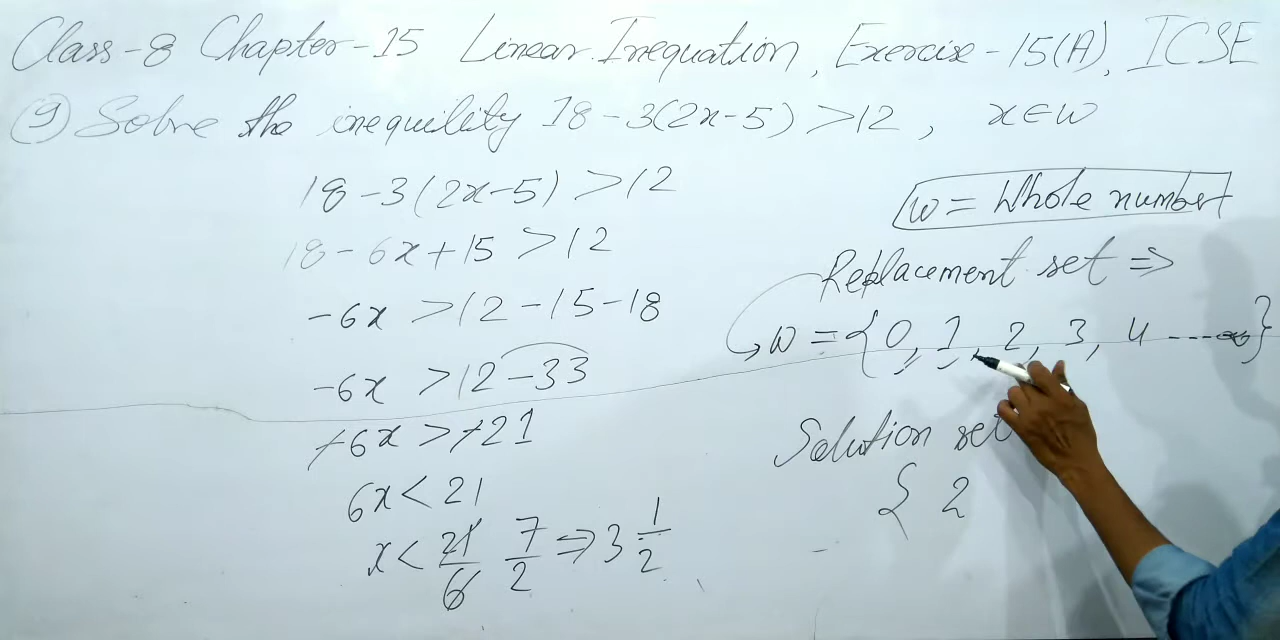 Class-8 Chapter-15 Linear Inequation, Exercise-15(A), ICSE
9) Solve the inequility 18-3(2x-5)>12, x∈W
18-3(2x-5)>12
18-6x+15>12
-6x>12-15-18
-6x>12-33
-6x>-21
6x<21
x<21/6 7/2 ⇒ 3 1/2
W = Whole number
Replacement set ⇒
W = {0, 1, 2, 3, 4 ----∞}
Solution set
{ 2